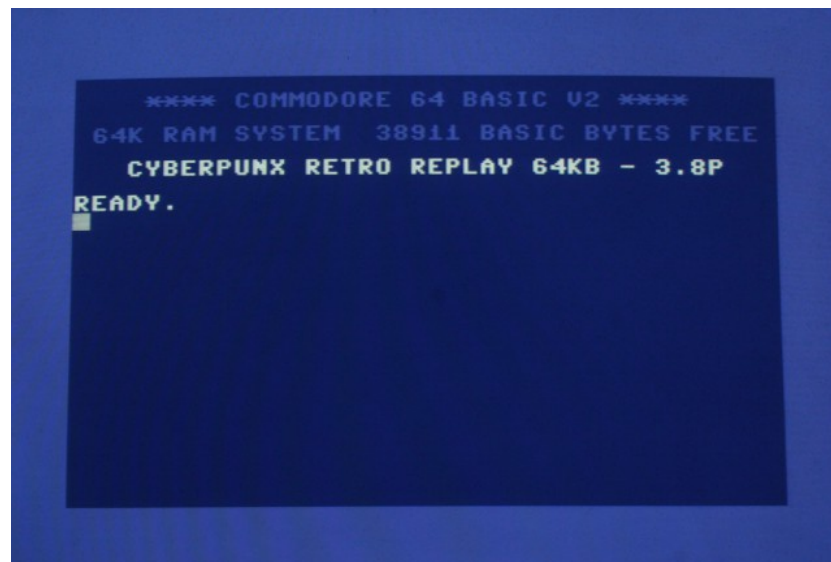 **** COMMODORE 64 BASIC V2 ****
64K RAM SYSTEM  38911 BASIC BYTES FREE
CYBERPUNX RETRO REPLAY 64KB - 3.8P
READY.